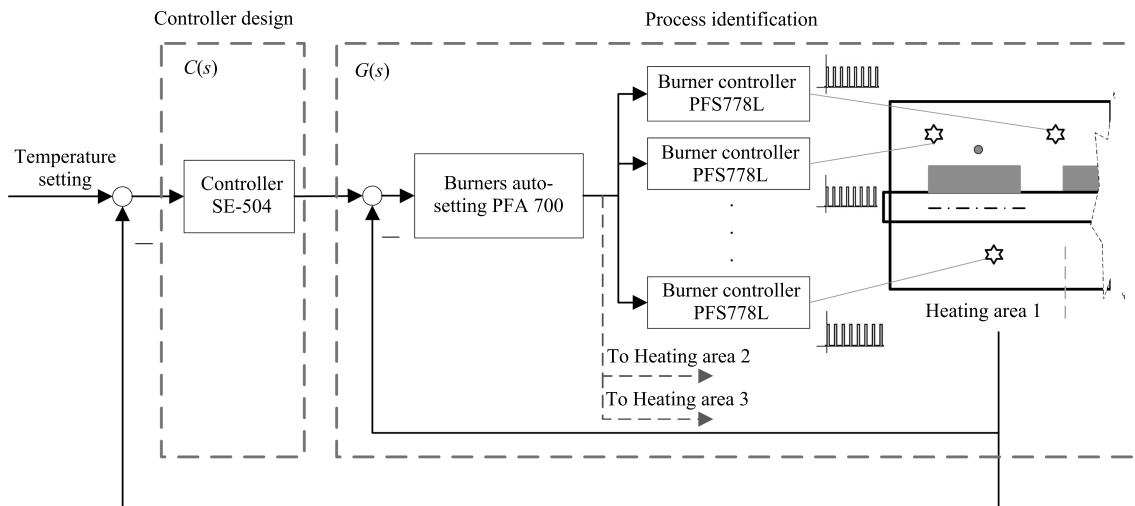 Controller design
Process identification
C(s)
G(s)
Temperature
setting
Controller
SE-504
Burners auto-
setting PFA 700
Burner controller
PFS778L
Burner controller
PFS778L
Burner controller
PFS778L
Heating area 1
To Heating area 2
To Heating area 3